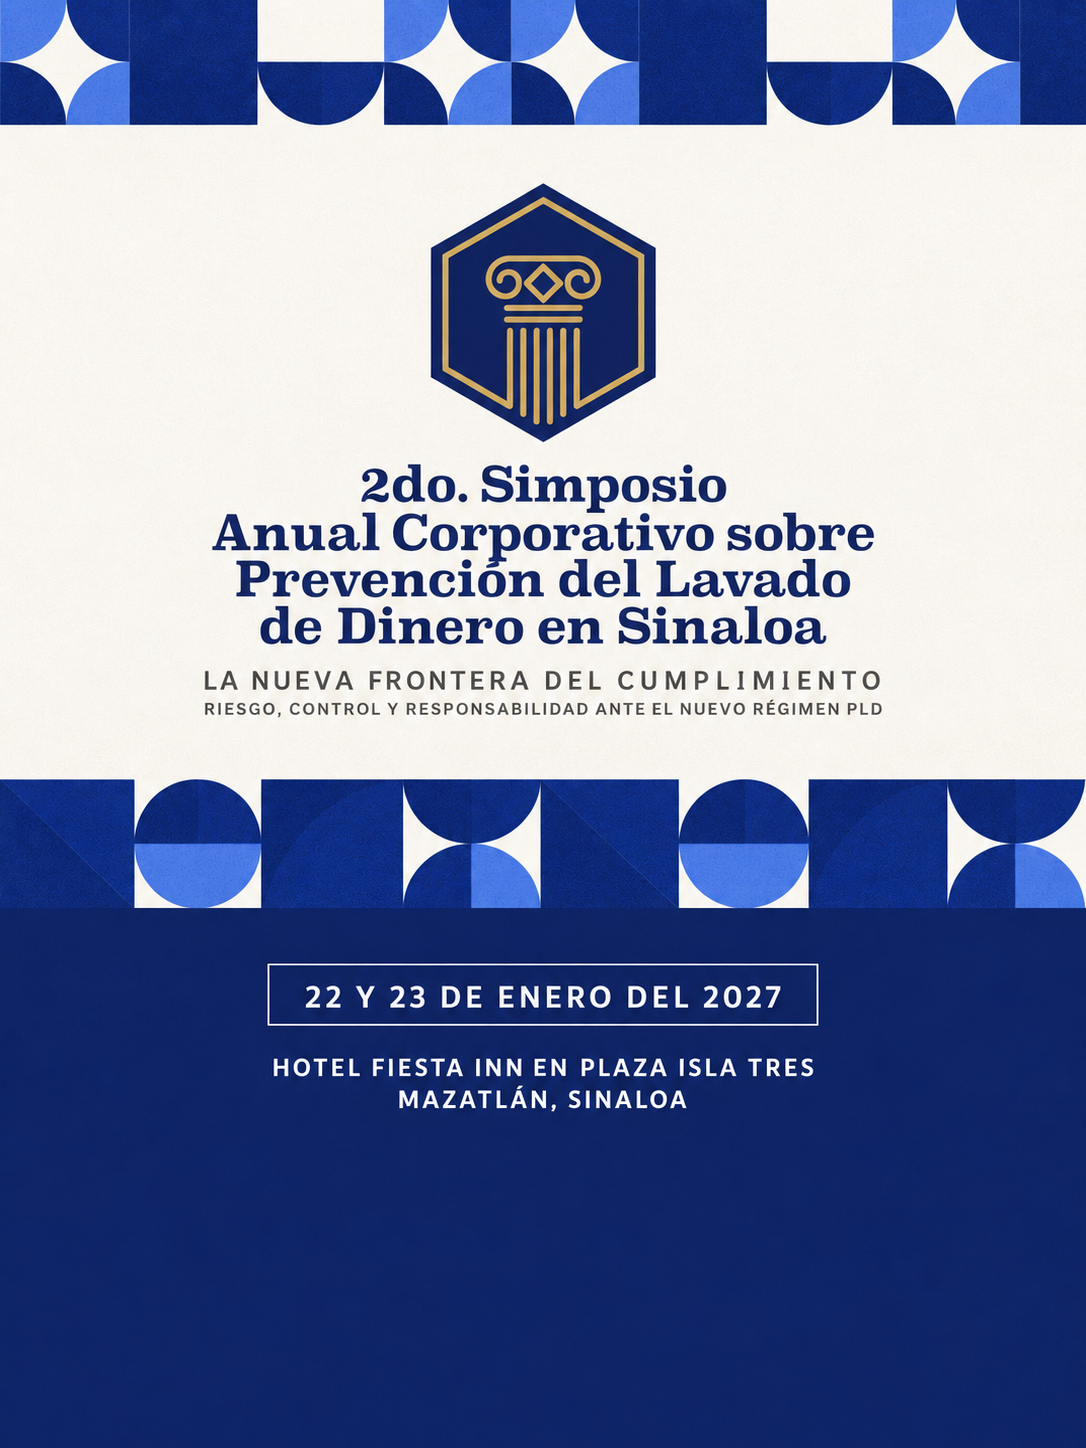 2do. Simposio
Anual Corporativo sobre
Prevención del Lavado
de Dinero en Sinaloa
LA NUEVA FRONTERA DEL CUMPLIMIENTO
RIESGO, CONTROL Y RESPONSABILIDAD ANTE EL NUEVO RÉGIMEN PLD
22 Y 23 DE ENERO DEL 2027
HOTEL FIESTA INN EN PLAZA ISLA TRES
MAZATLÁN, SINALOA